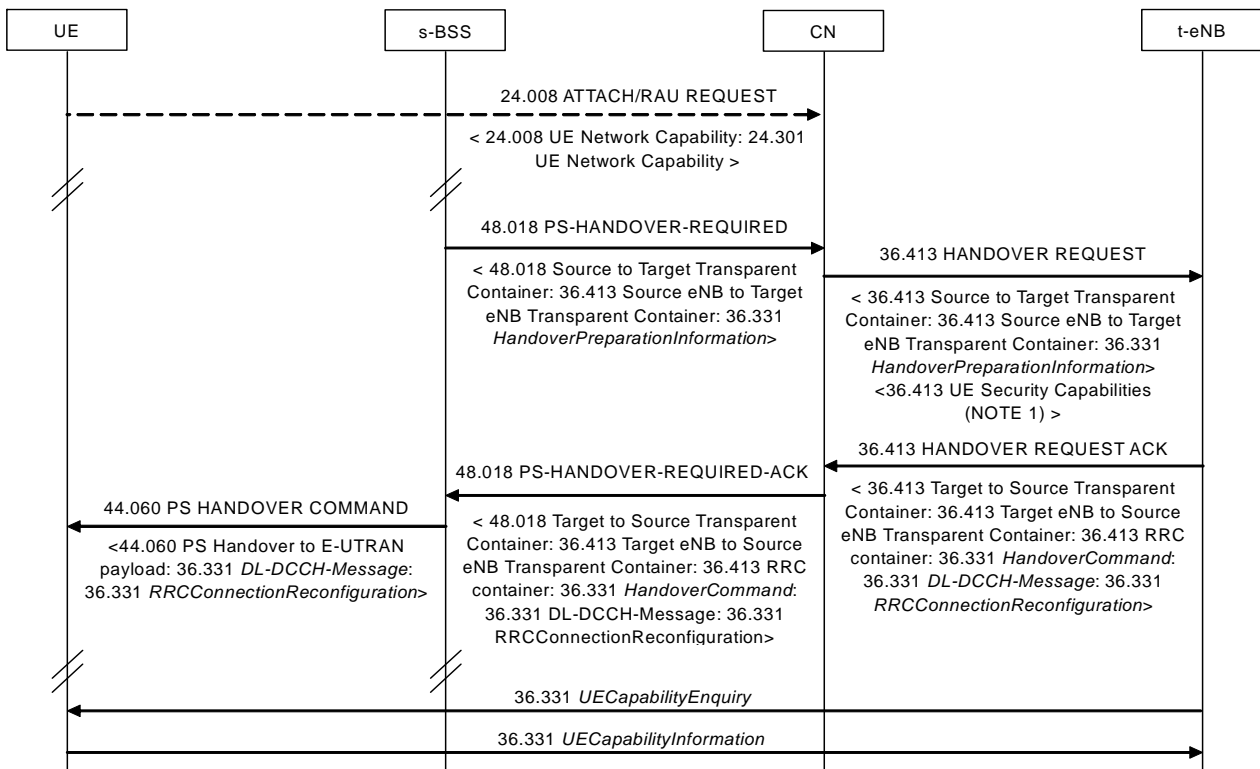 UE
s-BSS
CN
t-eNB
24.008 ATTACH/RAU REQUEST
< 24.008 UE Network Capability: 24.301
UE Network Capability >
48.018 PS-HANDOVER-REQUIRED
< 48.018 Source to Target Transparent
Container: 36.413 Source eNB to Target
eNB Transparent Container: 36.331
HandoverPreparationInformation>
36.413 HANDOVER REQUEST
< 36.413 Source to Target Transparent
Container: 36.413 Source eNB to Target
eNB Transparent Container: 36.331
HandoverPreparationInformation>
<36.413 UE Security Capabilities
(NOTE 1) >
36.413 HANDOVER REQUEST ACK
< 36.413 Target to Source Transparent
Container: 36.413 Target eNB to Source
eNB Transparent Container: 36.413 RRC
container: 36.331 HandoverCommand:
36.331 DL-DCCH-Message: 36.331
RRCConnectionReconfiguration>
48.018 PS-HANDOVER-REQUIRED-ACK
< 48.018 Target to Source Transparent
Container: 36.413 Target eNB to Source
eNB Transparent Container: 36.413 RRC
container: 36.331 HandoverCommand:
36.331 DL-DCCH-Message: 36.331
RRCConnectionReconfiguration>
44.060 PS HANDOVER COMMAND
<44.060 PS Handover to E-UTRAN
payload: 36.331 DL-DCCH-Message:
36.331 RRCConnectionReconfiguration>
36.331 UECapabilityEnquiry
36.331 UECapabilityInformation